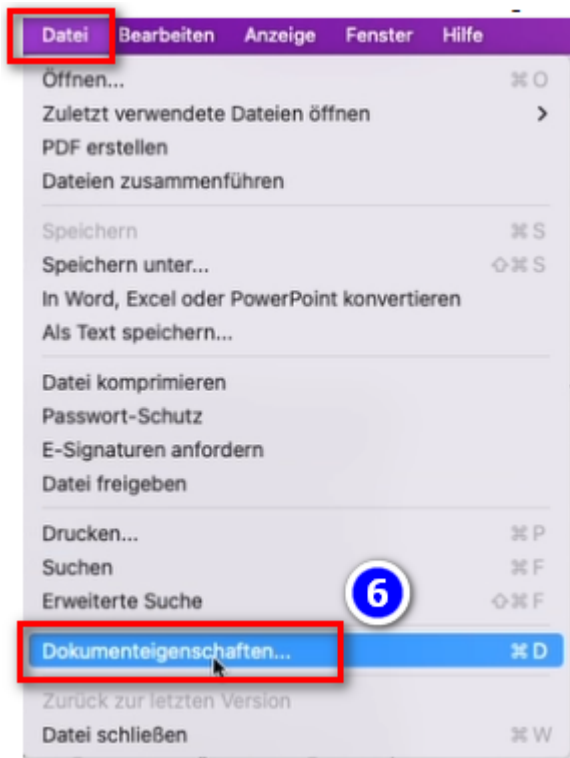 Datei Bearbeiten Anzeige Fenster Hilfe
Öffnen... ⌘ O
Zuletzt verwendete Dateien öffnen >
PDF erstellen
Dateien zusammenführen
Speichern ⌘ S
Speichern unter... ⇧⌘ S
In Word, Excel oder PowerPoint konvertieren
Als Text speichern...
Datei komprimieren
Passwort-Schutz
E-Signaturen anfordern
Datei freigeben
Drucken... ⌘ P
Suchen ⌘ F
Erweiterte Suche ⇧⌘ F
6
Dokumenteigenschaften... ⌘ D
Zurück zur letzten Version
Datei schließen ⌘ W